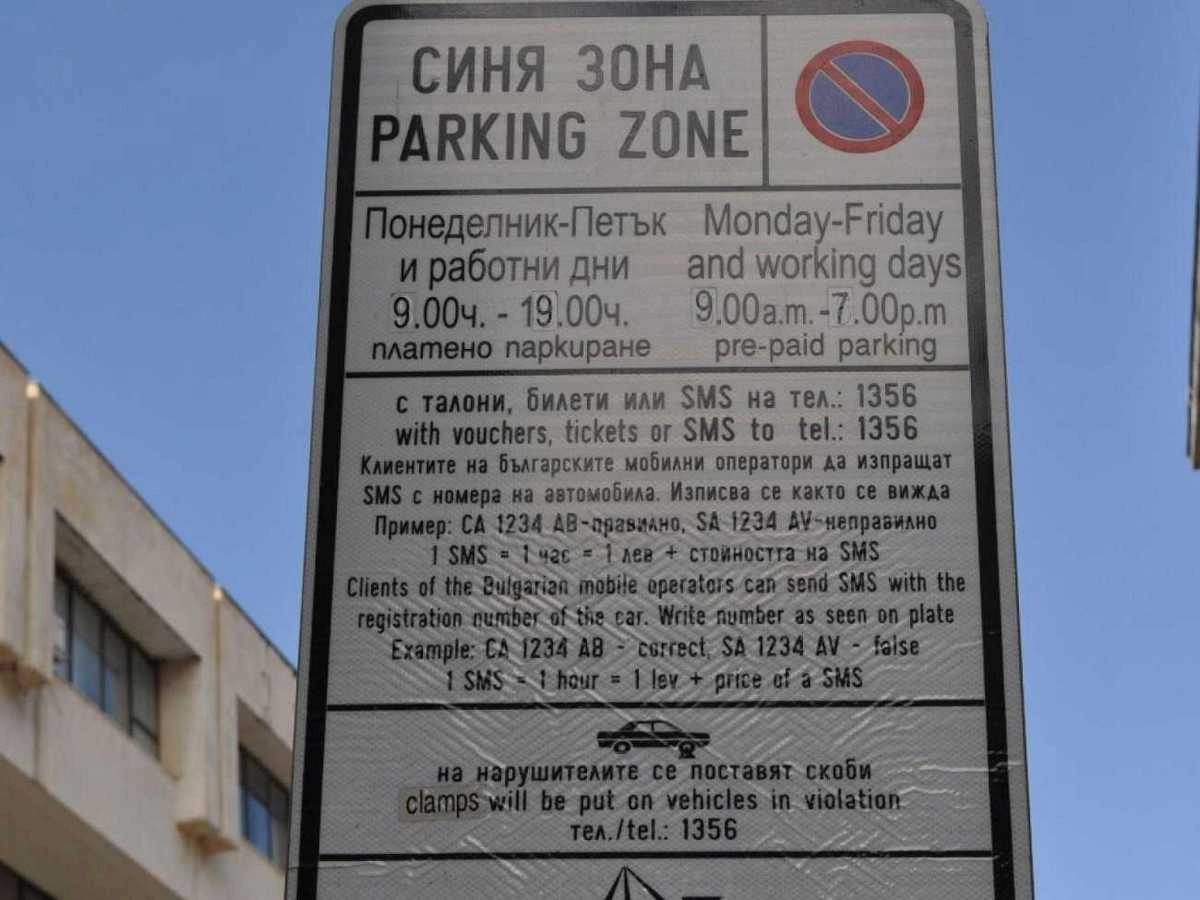 СИНЯ ЗОНА
PARKING ZONE
Понеделник-Петък
и работни дни
9.00ч. - 19.00ч.
платено паркиране
Monday-Friday
and working days
9.00a.m.-7.00p.m
pre-paid parking
с талони, билети или SMS на тел.: 1356
with vouchers, tickets or SMS to tel.: 1356
Клиентите на българските мобилни оператори да изпращат
SMS с номера на автомобила. Изписва се както се вижда
Пример: СА 1234 АВ-правилно, SA 1234 AV-неправилно
1 SMS = 1 час = 1 лев + стойността на SMS
Clients of the Bulgarian mobile operators can send SMS with the
registration number of the car. Write number as seen on plate
Example: CA 1234 AB - correct, SA 1234 AV - false
1 SMS = 1 hour = 1 lev + price of a SMS
на нарушителите се поставят скоби
clamps will be put on vehicles in violation
тел./tel.: 1356